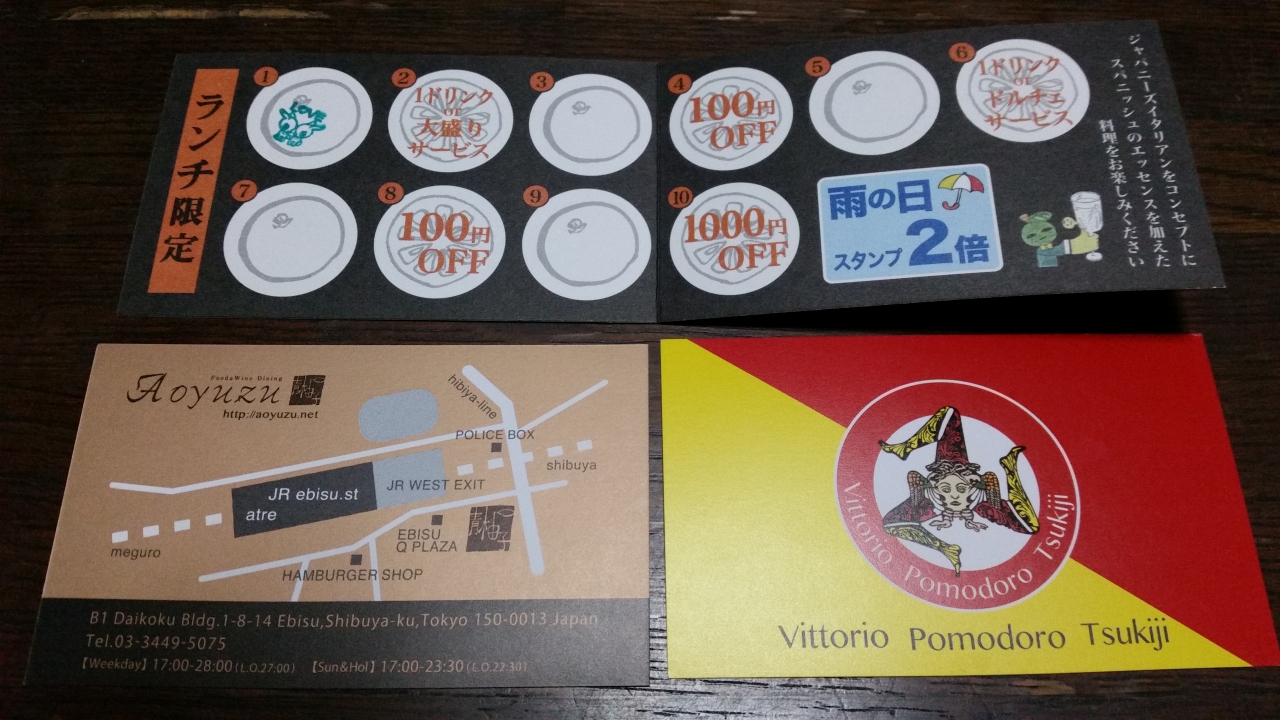 ランチ限定
1
2
1ドリンク
or
大盛り
サービス
3
4
100円
OFF
5
6
1ドリンク
or
ドルチェ
サービス
7
8
100円
OFF
9
10
1000円
OFF
雨の日
スタンプ2倍
ジャパニーズイタリアンをコンセプトに
スパニッシュのエッセンスを加えた
料理をお楽しみください
Food&Wine Dining
Aoyuzu
http://aoyuzu.net
hibiya-line
POLICE BOX
shibuya
JR ebisu.st
atre
JR WEST EXIT
meguro
EBISU
Q PLAZA
HAMBURGER SHOP
B1 Daikoku Bldg.1-8-14 Ebisu,Shibuya-ku,Tokyo 150-0013 Japan
Tel.03-3449-5075
【Weekday】17:00-28:00(L.O.27:00) 【Sun&Hol】17:00-23:30(L.O.22:30)
Vittorio Pomodoro Tsukiji
Vittorio Pomodoro Tsukiji